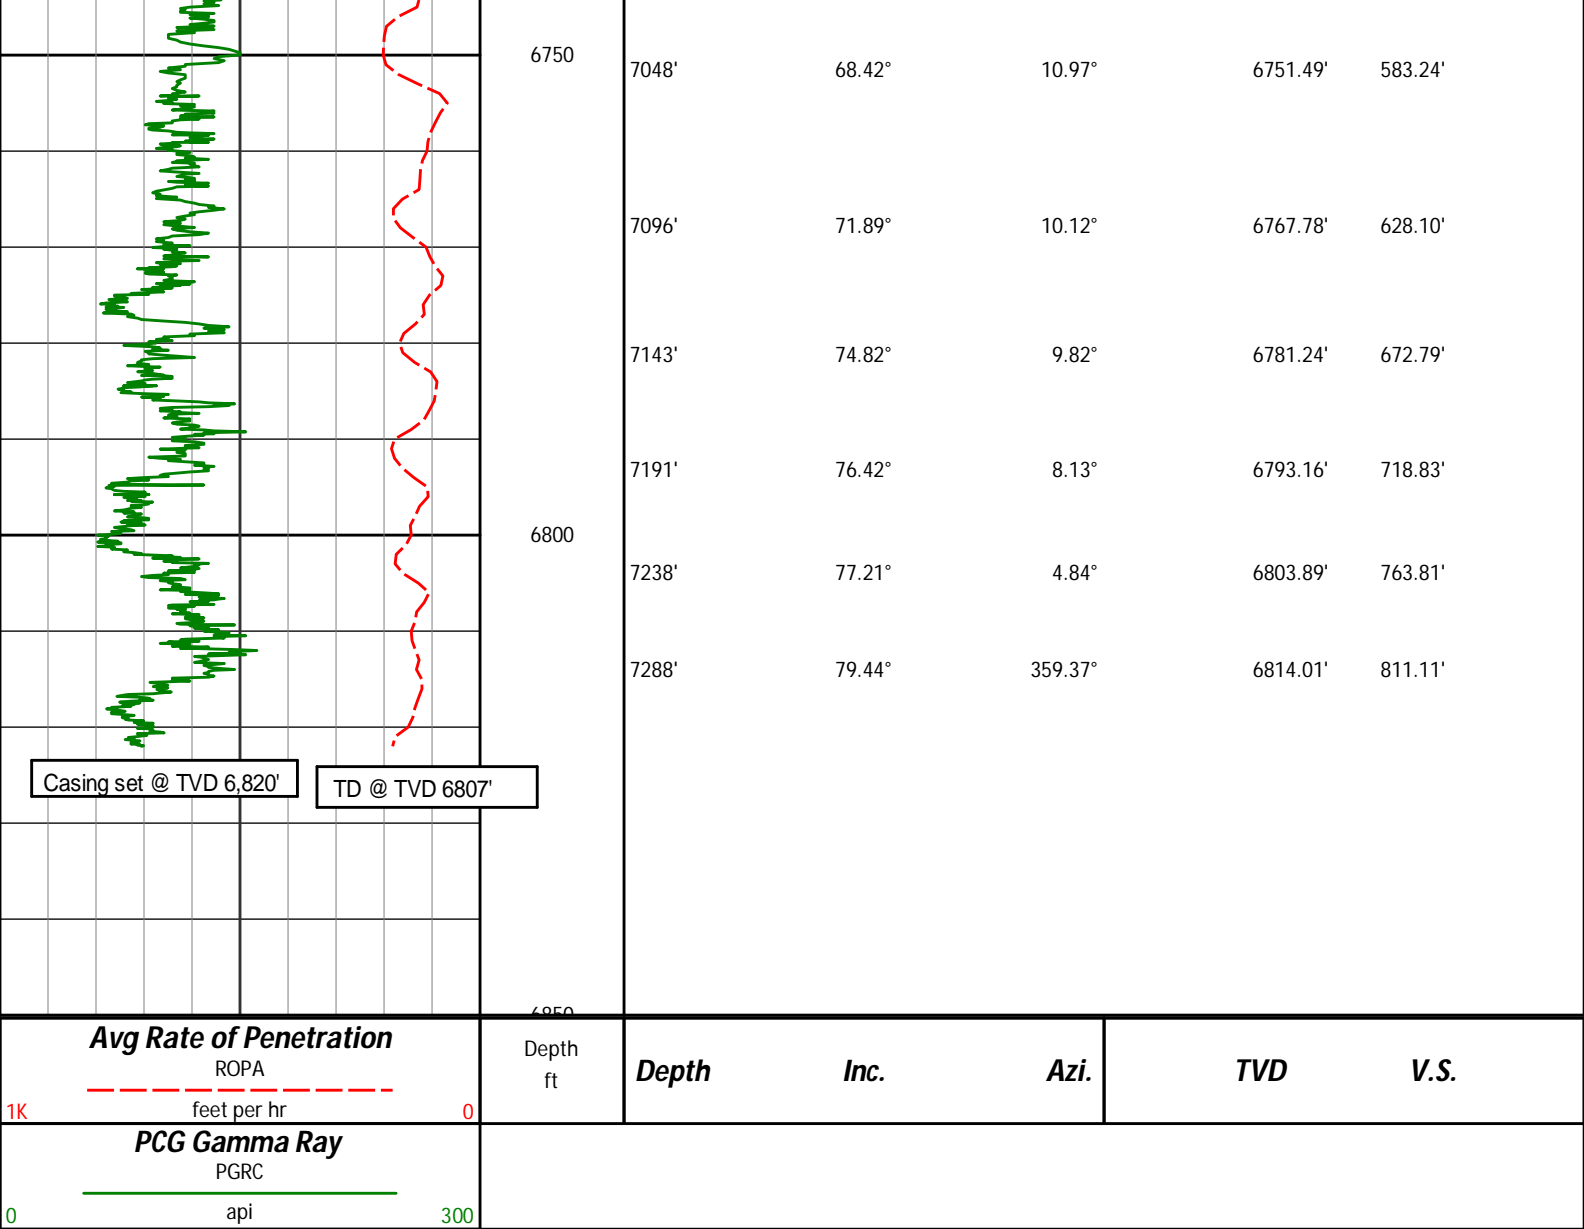 6750
7048' 68.42° 10.97° 6751.49' 583.24'
7096' 71.89° 10.12° 6767.78' 628.10'
7143' 74.82° 9.82° 6781.24' 672.79'
7191' 76.42° 8.13° 6793.16' 718.83'
6800
7238' 77.21° 4.84° 6803.89' 763.81'
7288' 79.44° 359.37° 6814.01' 811.11'
Casing set @ TVD 6,820'
TD @ TVD 6807'
6850
Avg Rate of Penetration
ROPA
1K feet per hr 0
Depth
ft
Depth Inc. Azi. TVD V.S.
PCG Gamma Ray
PGRC
0 api 300